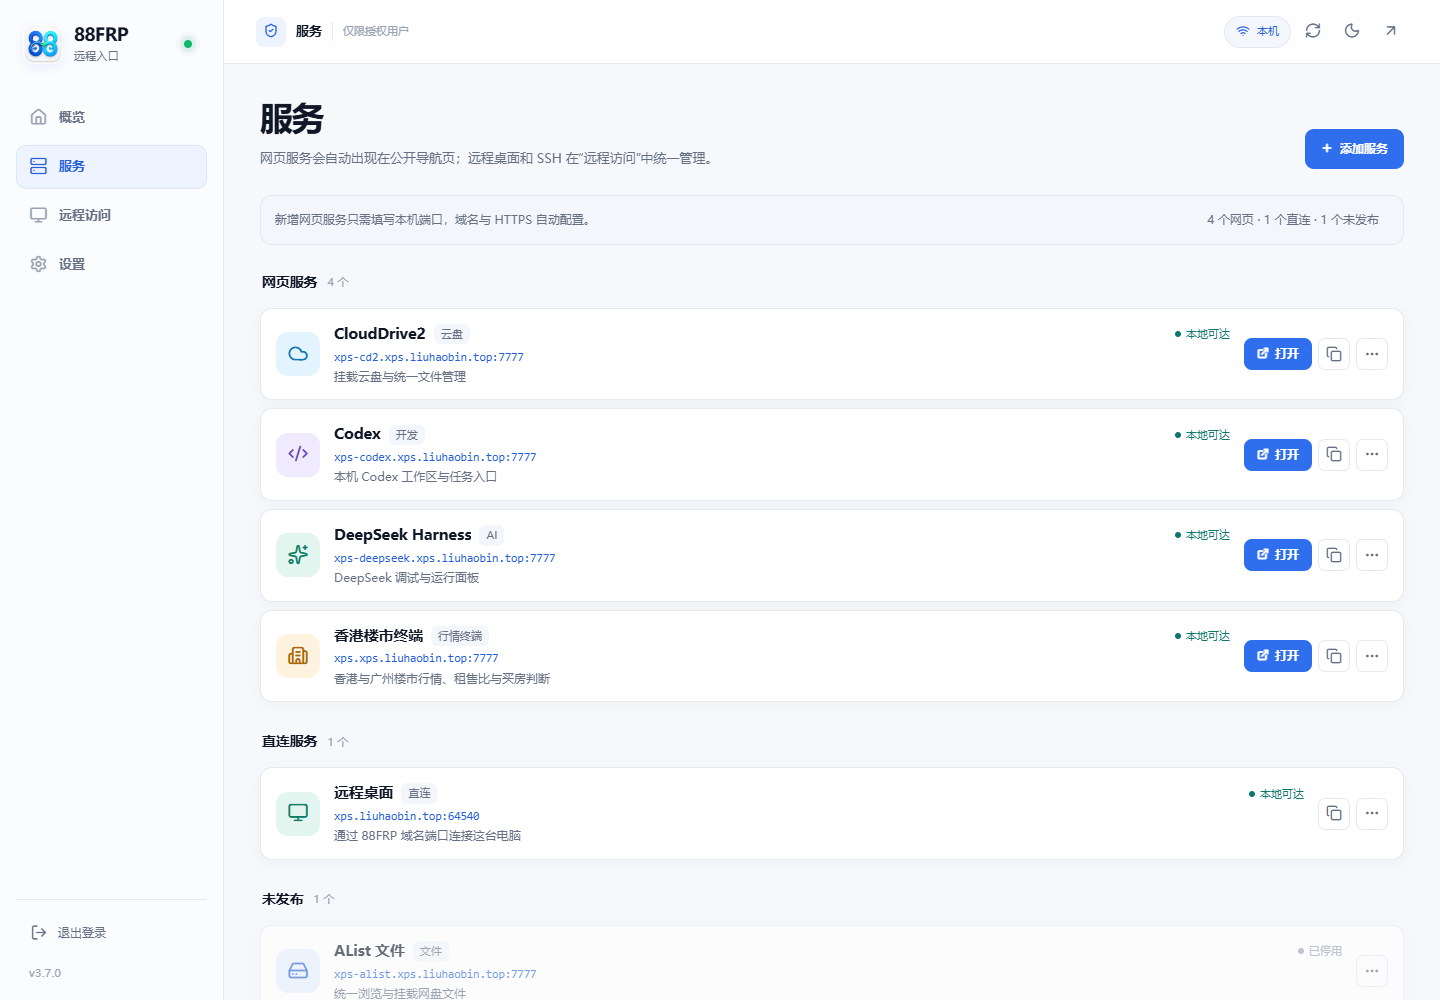 88FRP
远程入口
概览
服务
远程访问
设置
退出登录
v3.7.0
服务 仅限授权用户
本机
服务
网页服务会自动出现在公开导航页；远程桌面和 SSH 在“远程访问”中统一管理。
添加服务
新增网页服务只需填写本机端口，域名与 HTTPS 自动配置。
4 个网页 · 1 个直连 · 1 个未发布
网页服务 4 个
CloudDrive2 云盘
xps-cd2.xps.liuhaobin.top:7777
挂载云盘与统一文件管理
本地可达
打开
Codex 开发
xps-codex.xps.liuhaobin.top:7777
本机 Codex 工作区与任务入口
本地可达
打开
DeepSeek Harness AI
xps-deepseek.xps.liuhaobin.top:7777
DeepSeek 调试与运行面板
本地可达
打开
香港楼市终端 行情终端
xps.xps.liuhaobin.top:7777
香港与广州楼市行情、租售比与买房判断
本地可达
打开
直连服务 1 个
远程桌面 直连
xps.liuhaobin.top:64540
通过 88FRP 域名端口连接这台电脑
本地可达
未发布 1 个
AList 文件 文件
xps-alist.xps.liuhaobin.top:7777
统一浏览与挂载网盘文件
已停用